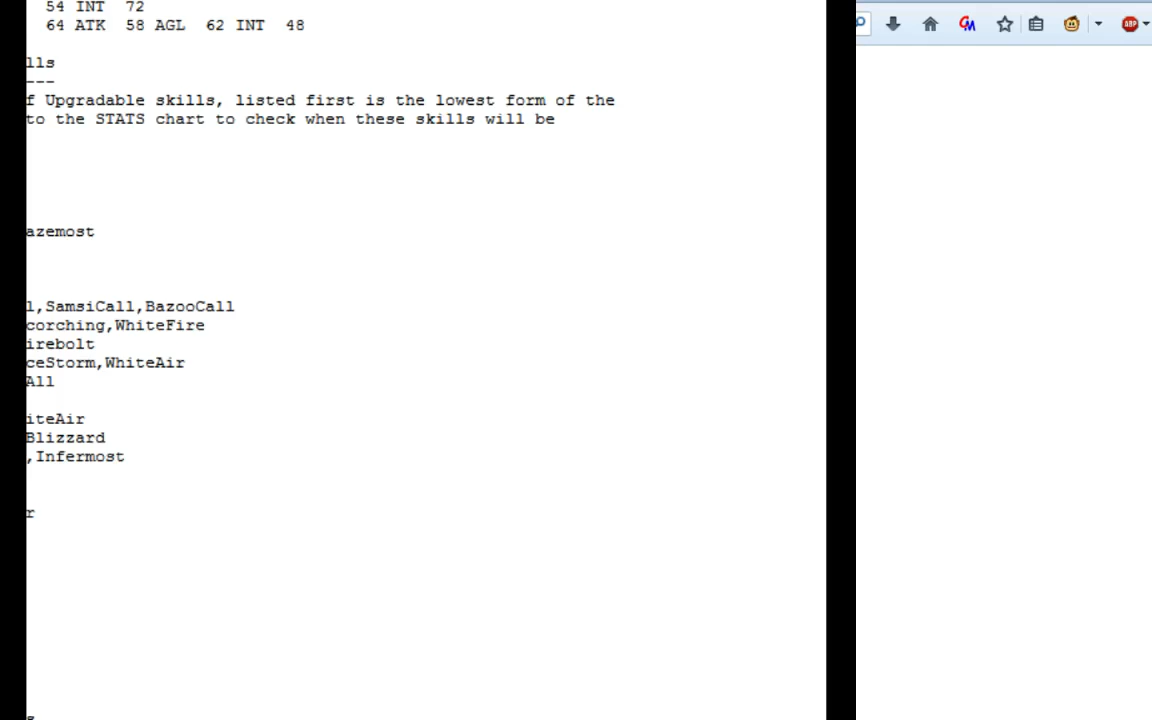 54 INT  72
64 ATK  58 AGL  62 INT  48
lls
---
f Upgradable skills, listed first is the lowest form of the
to the STATS chart to check when these skills will be
azemost
l,SamsiCall,BazooCall
corching,WhiteFire
irebolt
ceStorm,WhiteAir
All
iteAir
Blizzard
,Infermost
r
ABP